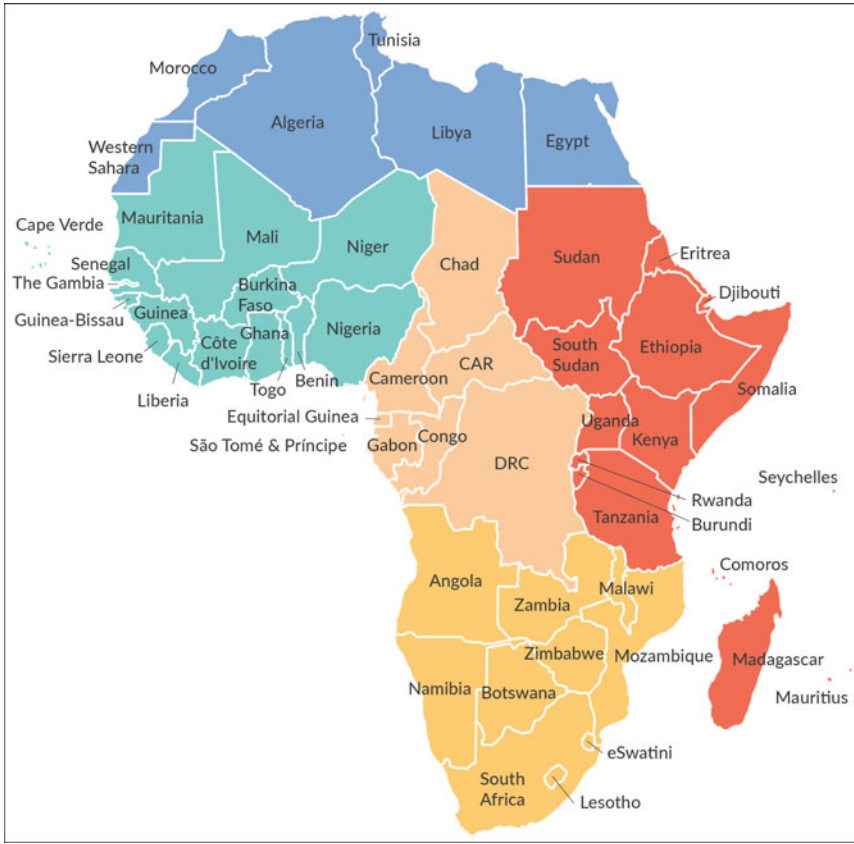 Tunisia
Morocco
Algeria
Libya
Egypt
Western
Sahara
Mauritania
Cape Verde
Mali
Niger
Chad
Sudan
Eritrea
Senegal
The Gambia
Burkina
Faso
Djibouti
Guinea-Bissau
Guinea
Nigeria
Ghana
Côte
d'Ivoire
South
Sudan
Ethiopia
Sierra Leone
CAR
Cameroon
Togo
Benin
Liberia
Somalia
Equitorial Guinea
Uganda
Congo
Kenya
São Tomé & Príncipe
Gabon
DRC
Seychelles
Rwanda
Tanzania
Burundi
Comoros
Angola
Malawi
Zambia
Zimbabwe
Mozambique
Madagascar
Namibia
Botswana
Mauritius
eSwatini
South
Africa
Lesotho